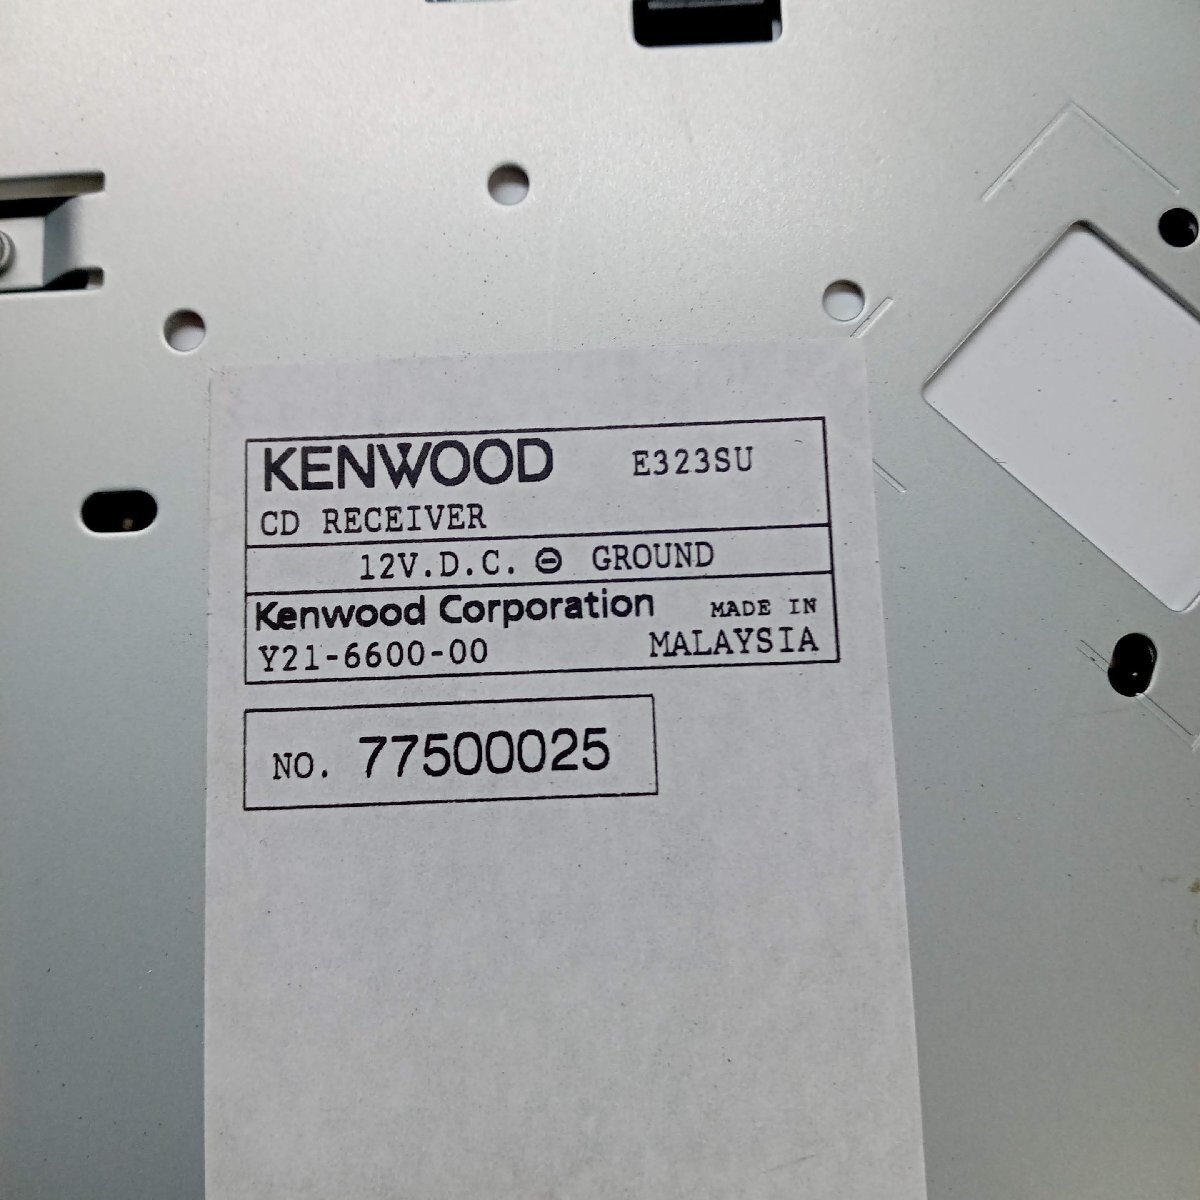 KENWOOD E323SU
CD RECEIVER
12V.D.C. ⊖ GROUND
Kenwood Corporation MADE IN
Y21-6600-00 MALAYSIA
NO. 77500025